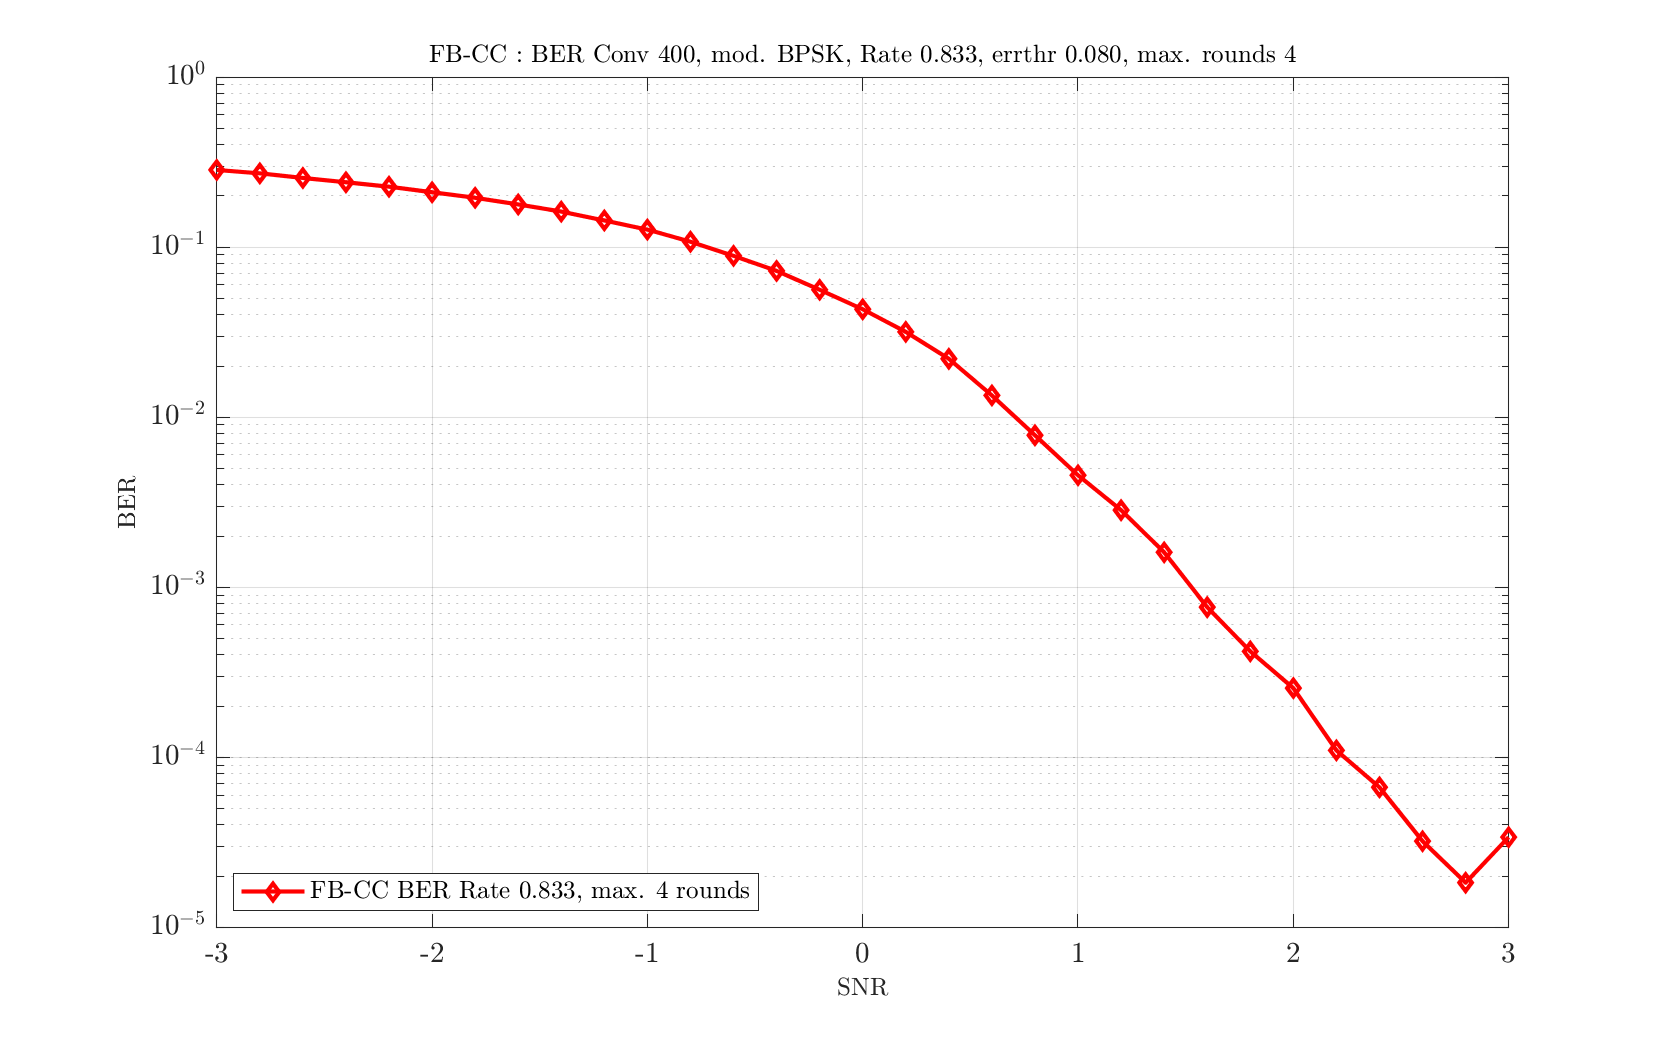 FB-CC : BER Conv 400, mod. BPSK, Rate 0.833, errthr 0.080, max. rounds 4
10^0
10^-1
10^-2
10^-3
10^-4
10^-5
BER
FB-CC BER Rate 0.833, max. 4 rounds
-3 -2 -1 0 1 2 3
SNR